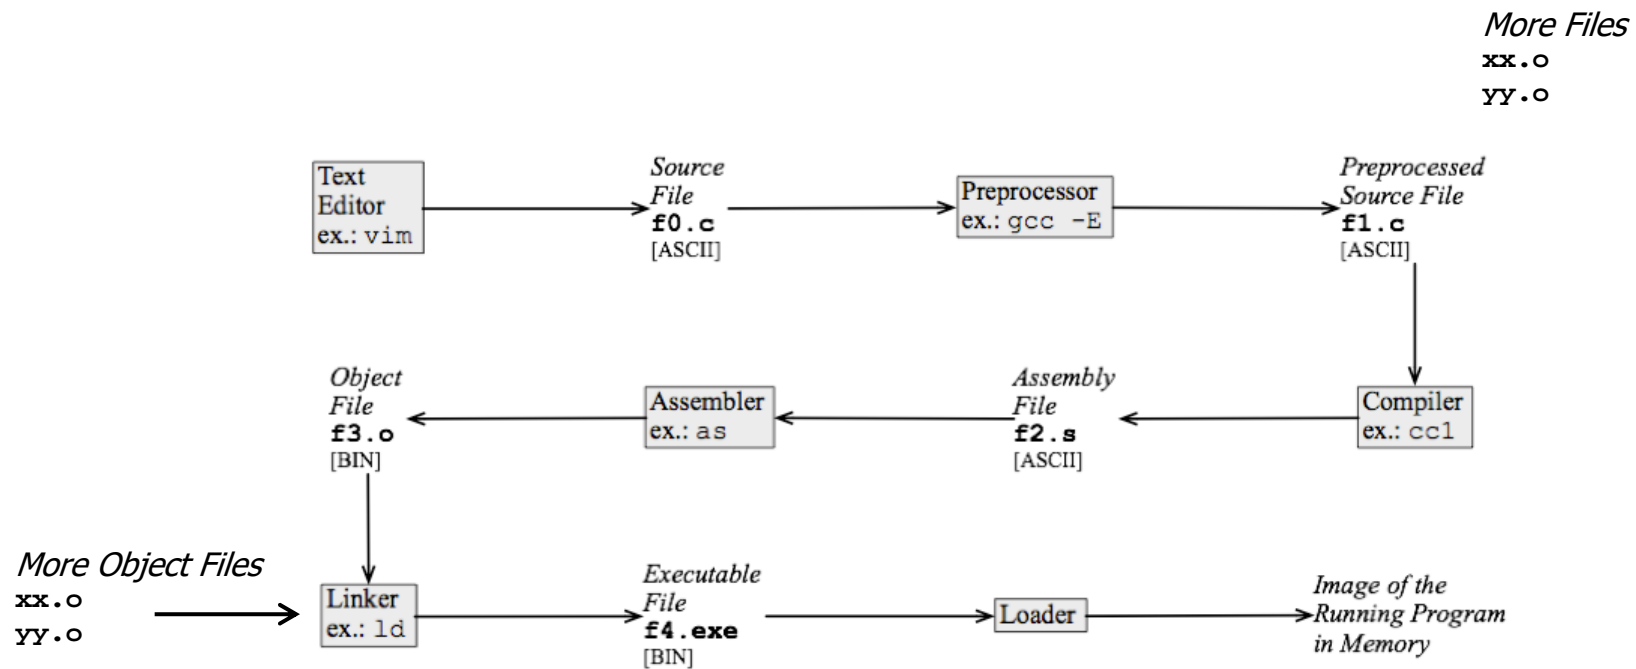 More Files
xx.o
yy.o
Text
Editor
ex.: vim
Source
File
f0.c
[ASCII]
Preprocessor
ex.: gcc -E
Preprocessed
Source File
f1.c
[ASCII]
Object
File
f3.o
[BIN]
Assembler
ex.: as
Assembly
File
f2.s
[ASCII]
Compiler
ex.: cc1
More Object Files
xx.o
yy.o
Linker
ex.: ld
Executable
File
f4.exe
[BIN]
Loader
Image of the
Running Program
in Memory